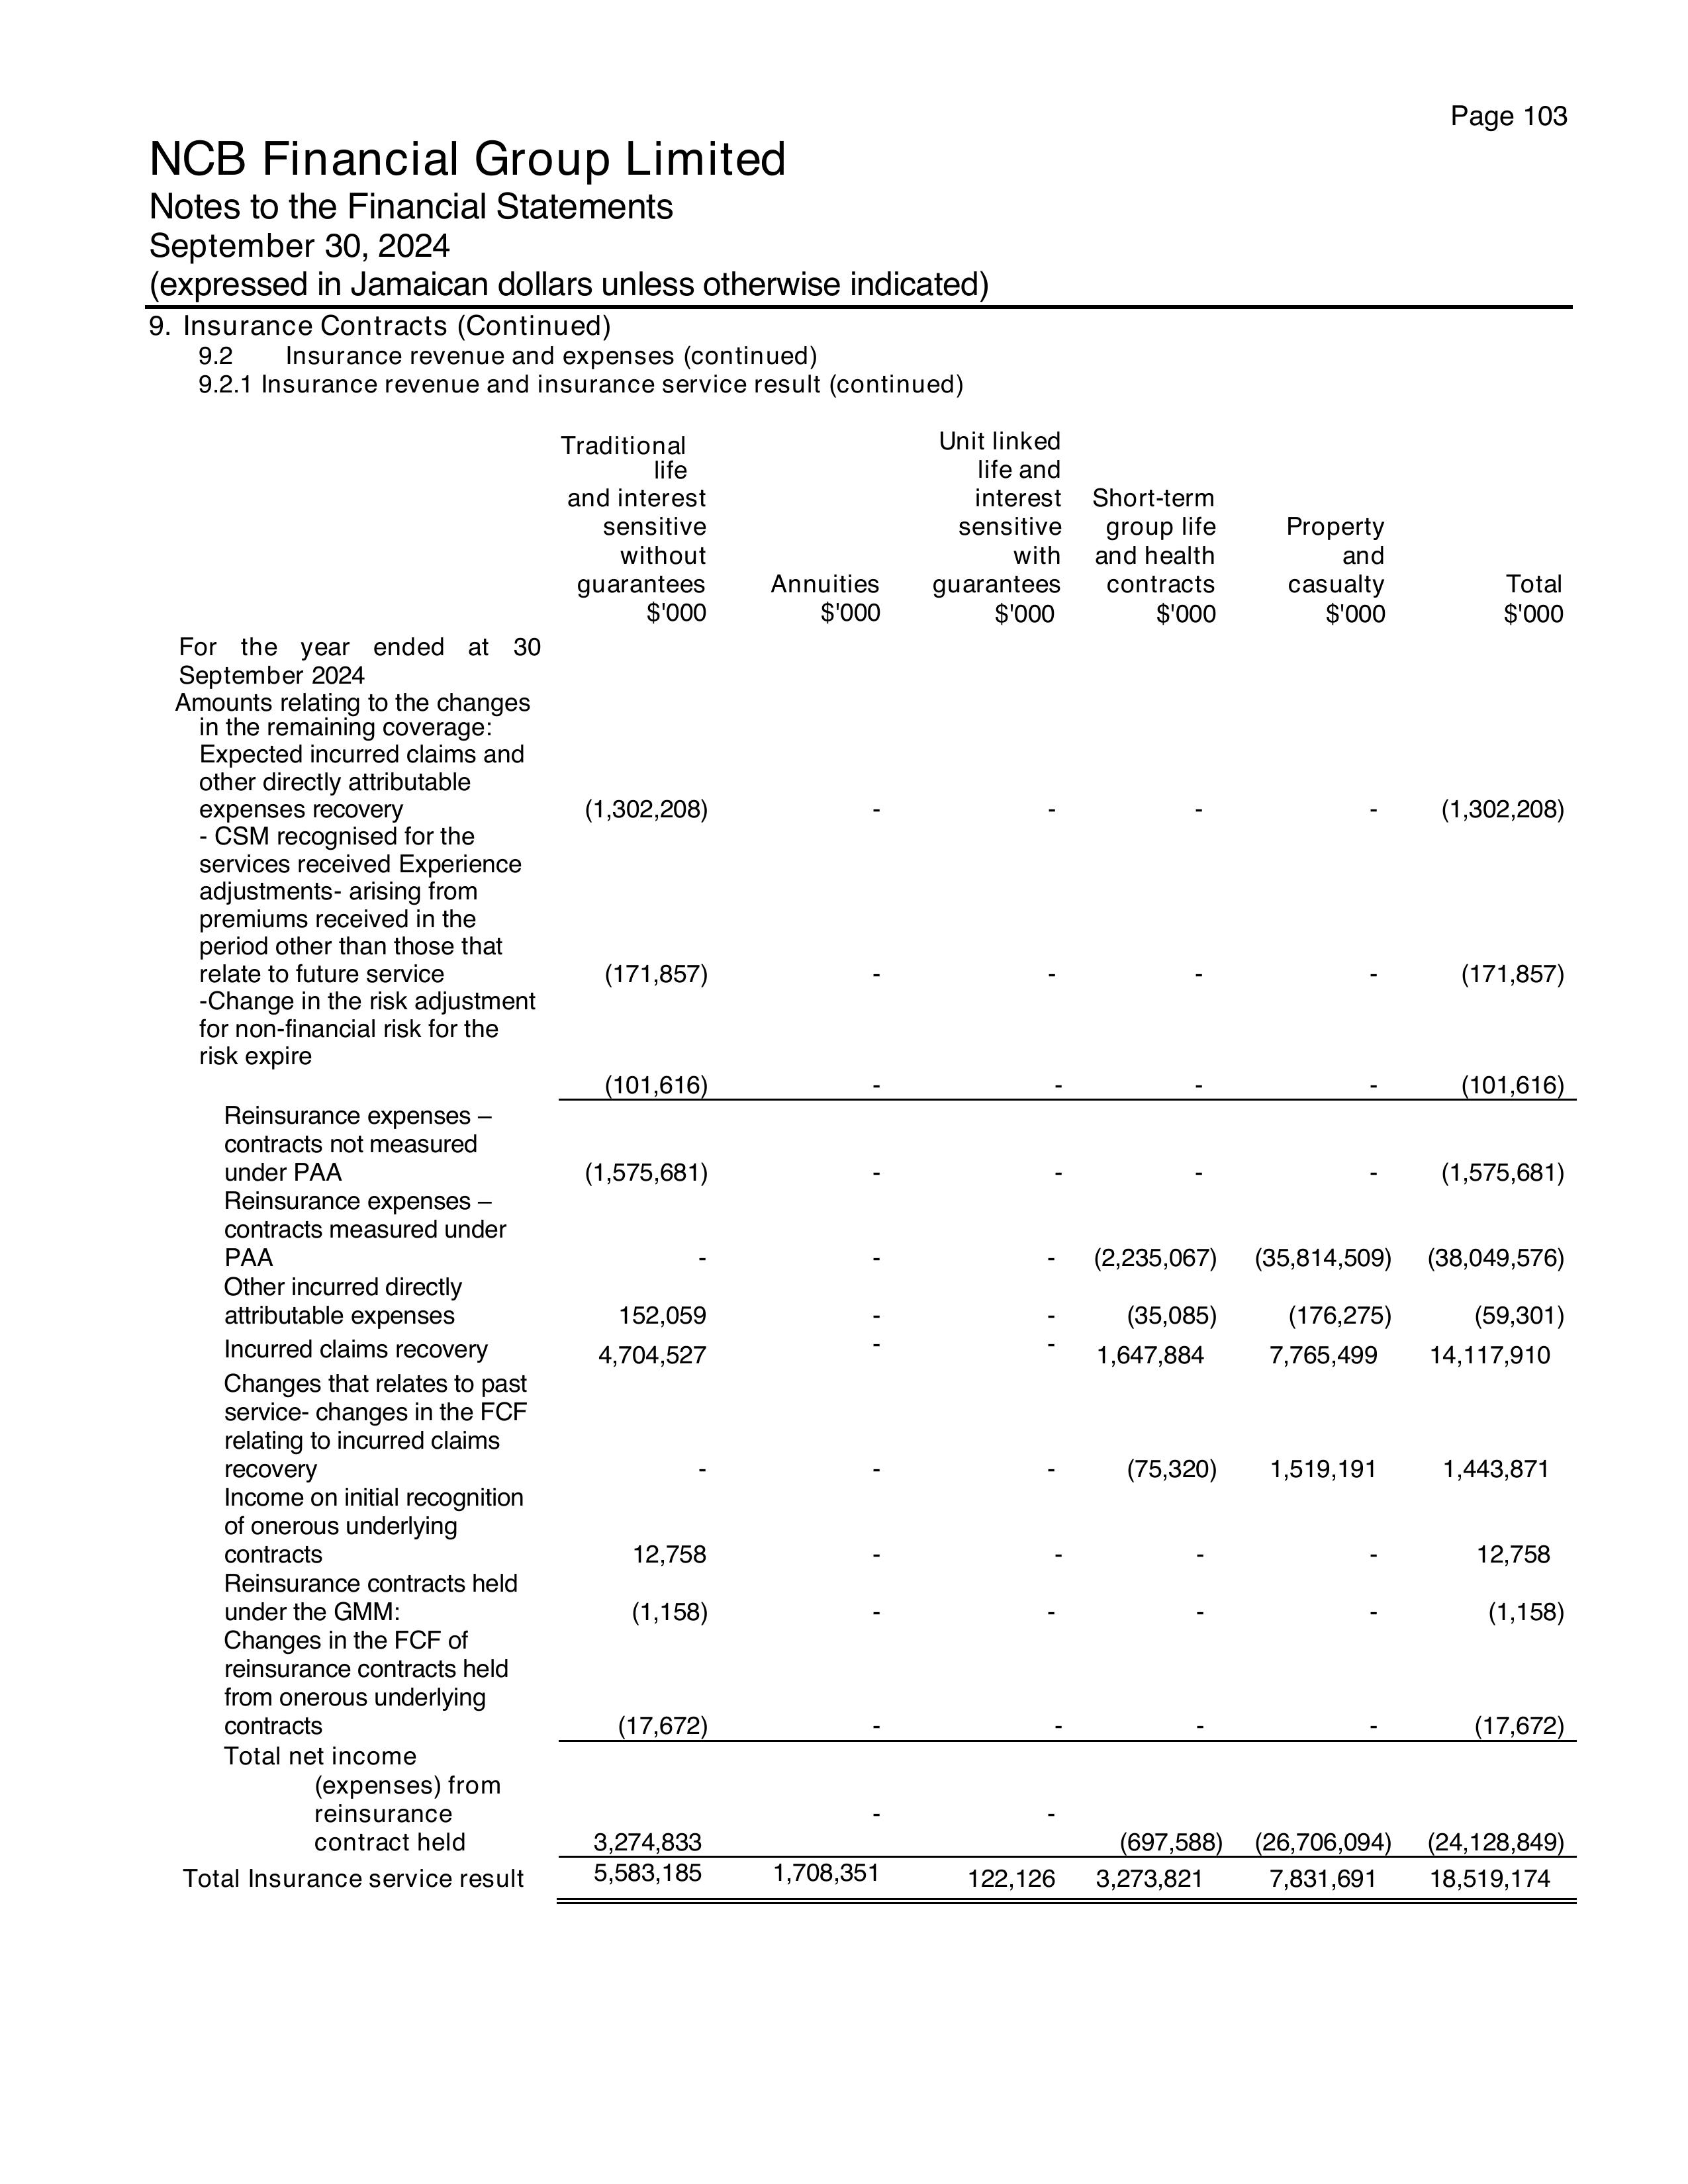 Page 103
NCB Financial Group Limited
Notes to the Financial Statements
September 30, 2024
(expressed in Jamaican dollars unless otherwise indicated)
9. Insurance Contracts (Continued)
9.2 Insurance revenue and expenses (continued)
9.2.1 Insurance revenue and insurance service result (continued)
Traditional
life
and interest
sensitive
without
guarantees
$'000
Annuities
$'000
Unit linked
life and
interest
sensitive
with
guarantees
$'000
Short-term
group life
and health
contracts
$'000
Property
and
casualty
$'000
Total
$'000
For the year ended at 30
September 2024
Amounts relating to the changes
in the remaining coverage:
Expected incurred claims and
other directly attributable
expenses recovery (1,302,208) - - - - (1,302,208)
- CSM recognised for the
services received Experience
adjustments- arising from
premiums received in the
period other than those that
relate to future service (171,857) - - - - (171,857)
-Change in the risk adjustment
for non-financial risk for the
risk expire
(101,616) - - - - (101,616)
Reinsurance expenses –
contracts not measured
under PAA (1,575,681) - - - - (1,575,681)
Reinsurance expenses –
contracts measured under
PAA - - - (2,235,067) (35,814,509) (38,049,576)
Other incurred directly
attributable expenses 152,059 - - (35,085) (176,275) (59,301)
Incurred claims recovery 4,704,527 - - 1,647,884 7,765,499 14,117,910
Changes that relates to past
service- changes in the FCF
relating to incurred claims
recovery - - - (75,320) 1,519,191 1,443,871
Income on initial recognition
of onerous underlying
contracts 12,758 - - - - 12,758
Reinsurance contracts held
under the GMM: (1,158) - - - - (1,158)
Changes in the FCF of
reinsurance contracts held
from onerous underlying
contracts (17,672) - - - - (17,672)
Total net income
(expenses) from
reinsurance - -
contract held 3,274,833 (697,588) (26,706,094) (24,128,849)
Total Insurance service result 5,583,185 1,708,351 122,126 3,273,821 7,831,691 18,519,174